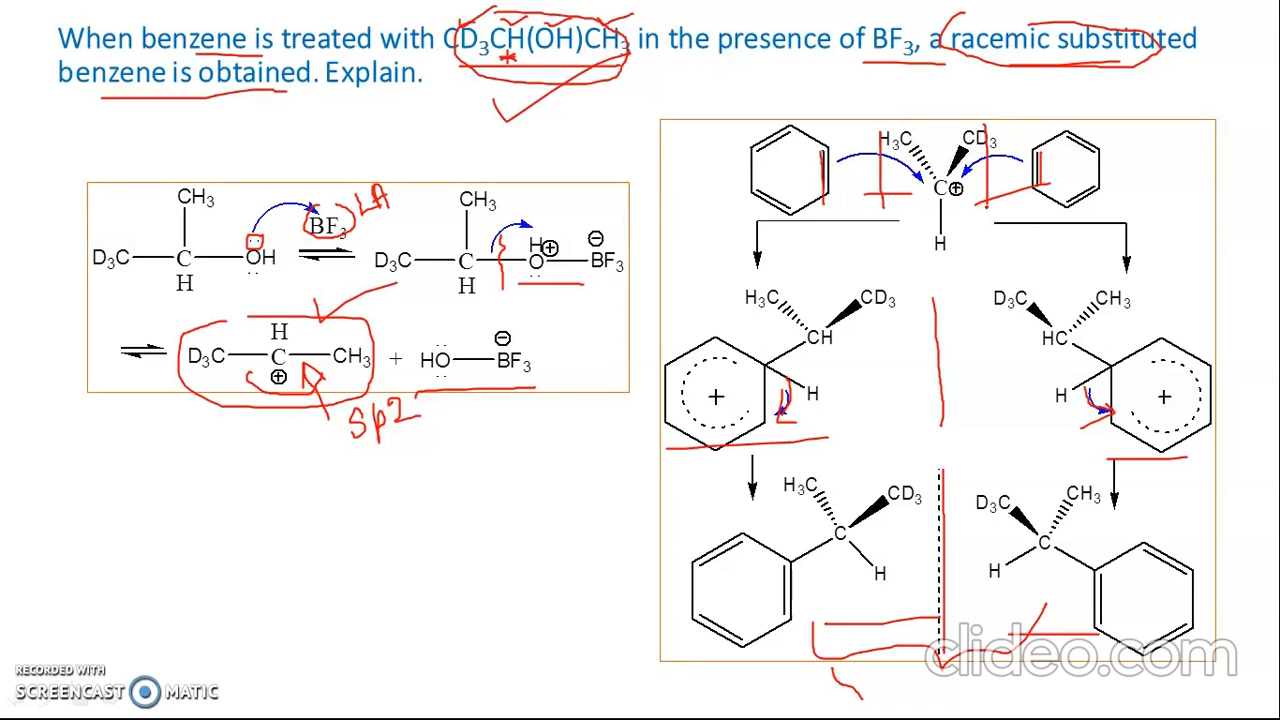 When benzene is treated with CD₃CH(OH)CH₃ in the presence of BF₃, a racemic substituted
benzene is obtained. Explain.
*
CH₃
BF₃ LA
D₃C C OH
H
CH₃
H
D₃C C O⊕ BF₃⊖
H
H
D₃C C CH₃ + HO BF₃⊖
⊕
Sp2
H₃C CD₃
C⊕
H
H₃C CD₃
CH
H
+
D₃C CH₃
HC
H
+
H₃C CD₃
C
H
D₃C CH₃
C
H
clideo.com
RECORDED WITH
SCREENCAST MATIC